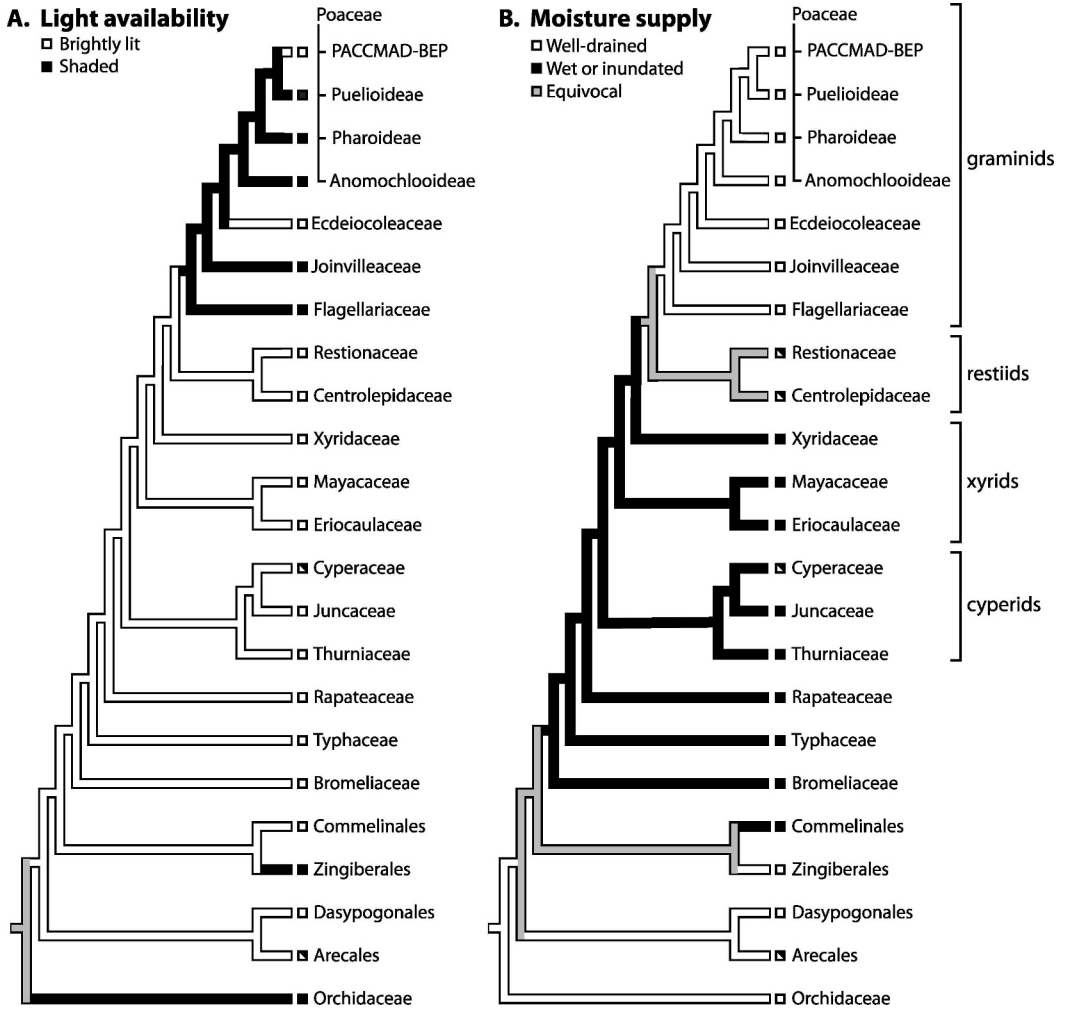 A. Light availability
Brightly lit
Shaded
Poaceae
PACCMAD-BEP
Puelioideae
Pharoideae
Anomochlooideae
Ecdeiocoleaceae
Joinvilleaceae
Flagellariaceae
Restionaceae
Centrolepidaceae
Xyridaceae
Mayacaceae
Eriocaulaceae
Cyperaceae
Juncaceae
Thurniaceae
Rapateaceae
Typhaceae
Bromeliaceae
Commelinales
Zingiberales
Dasypogonales
Arecales
Orchidaceae
B. Moisture supply
Well-drained
Wet or inundated
Equivocal
Poaceae
PACCMAD-BEP
Puelioideae
Pharoideae
Anomochlooideae
Ecdeiocoleaceae
Joinvilleaceae
Flagellariaceae
Restionaceae
Centrolepidaceae
Xyridaceae
Mayacaceae
Eriocaulaceae
Cyperaceae
Juncaceae
Thurniaceae
Rapateaceae
Typhaceae
Bromeliaceae
Commelinales
Zingiberales
Dasypogonales
Arecales
Orchidaceae
graminids
restiids
xyrids
cyperids